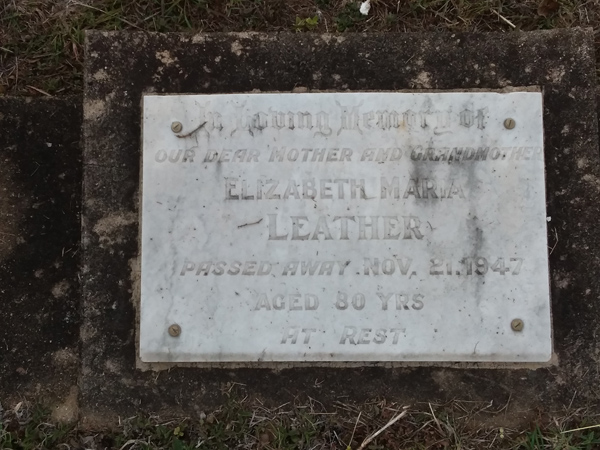 In Loving Memory of
OUR DEAR MOTHER AND GRANDMOTHER
ELIZABETH MARIA
LEATHER
PASSED AWAY NOV. 21.1947
AGED 80 YRS
AT REST